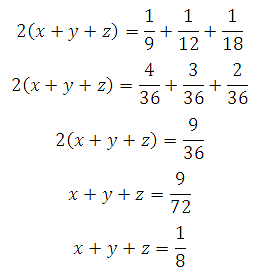 2(x + y + z) = 1/9 + 1/12 + 1/18
2(x + y + z) = 4/36 + 3/36 + 2/36
2(x + y + z) = 9/36
x + y + z = 9/72
x + y + z = 1/8